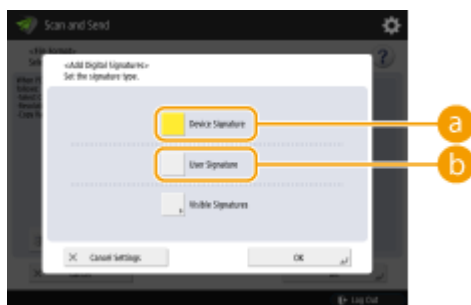 Scan and Send
<Add Digital Signatures>
Set the signature type.
Device Signature
a
User Signature
b
Visible Signatures
Cancel Settings
OK
Log Out